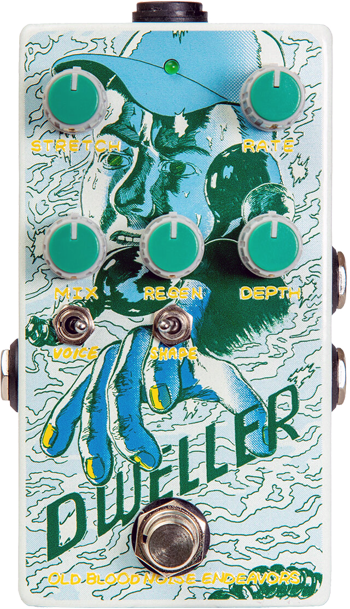 STRETCH RATE
MIX REGEN DEPTH
VOICE SHAPE
DWELLER
OLD BLOOD NOISE ENDEAVORS